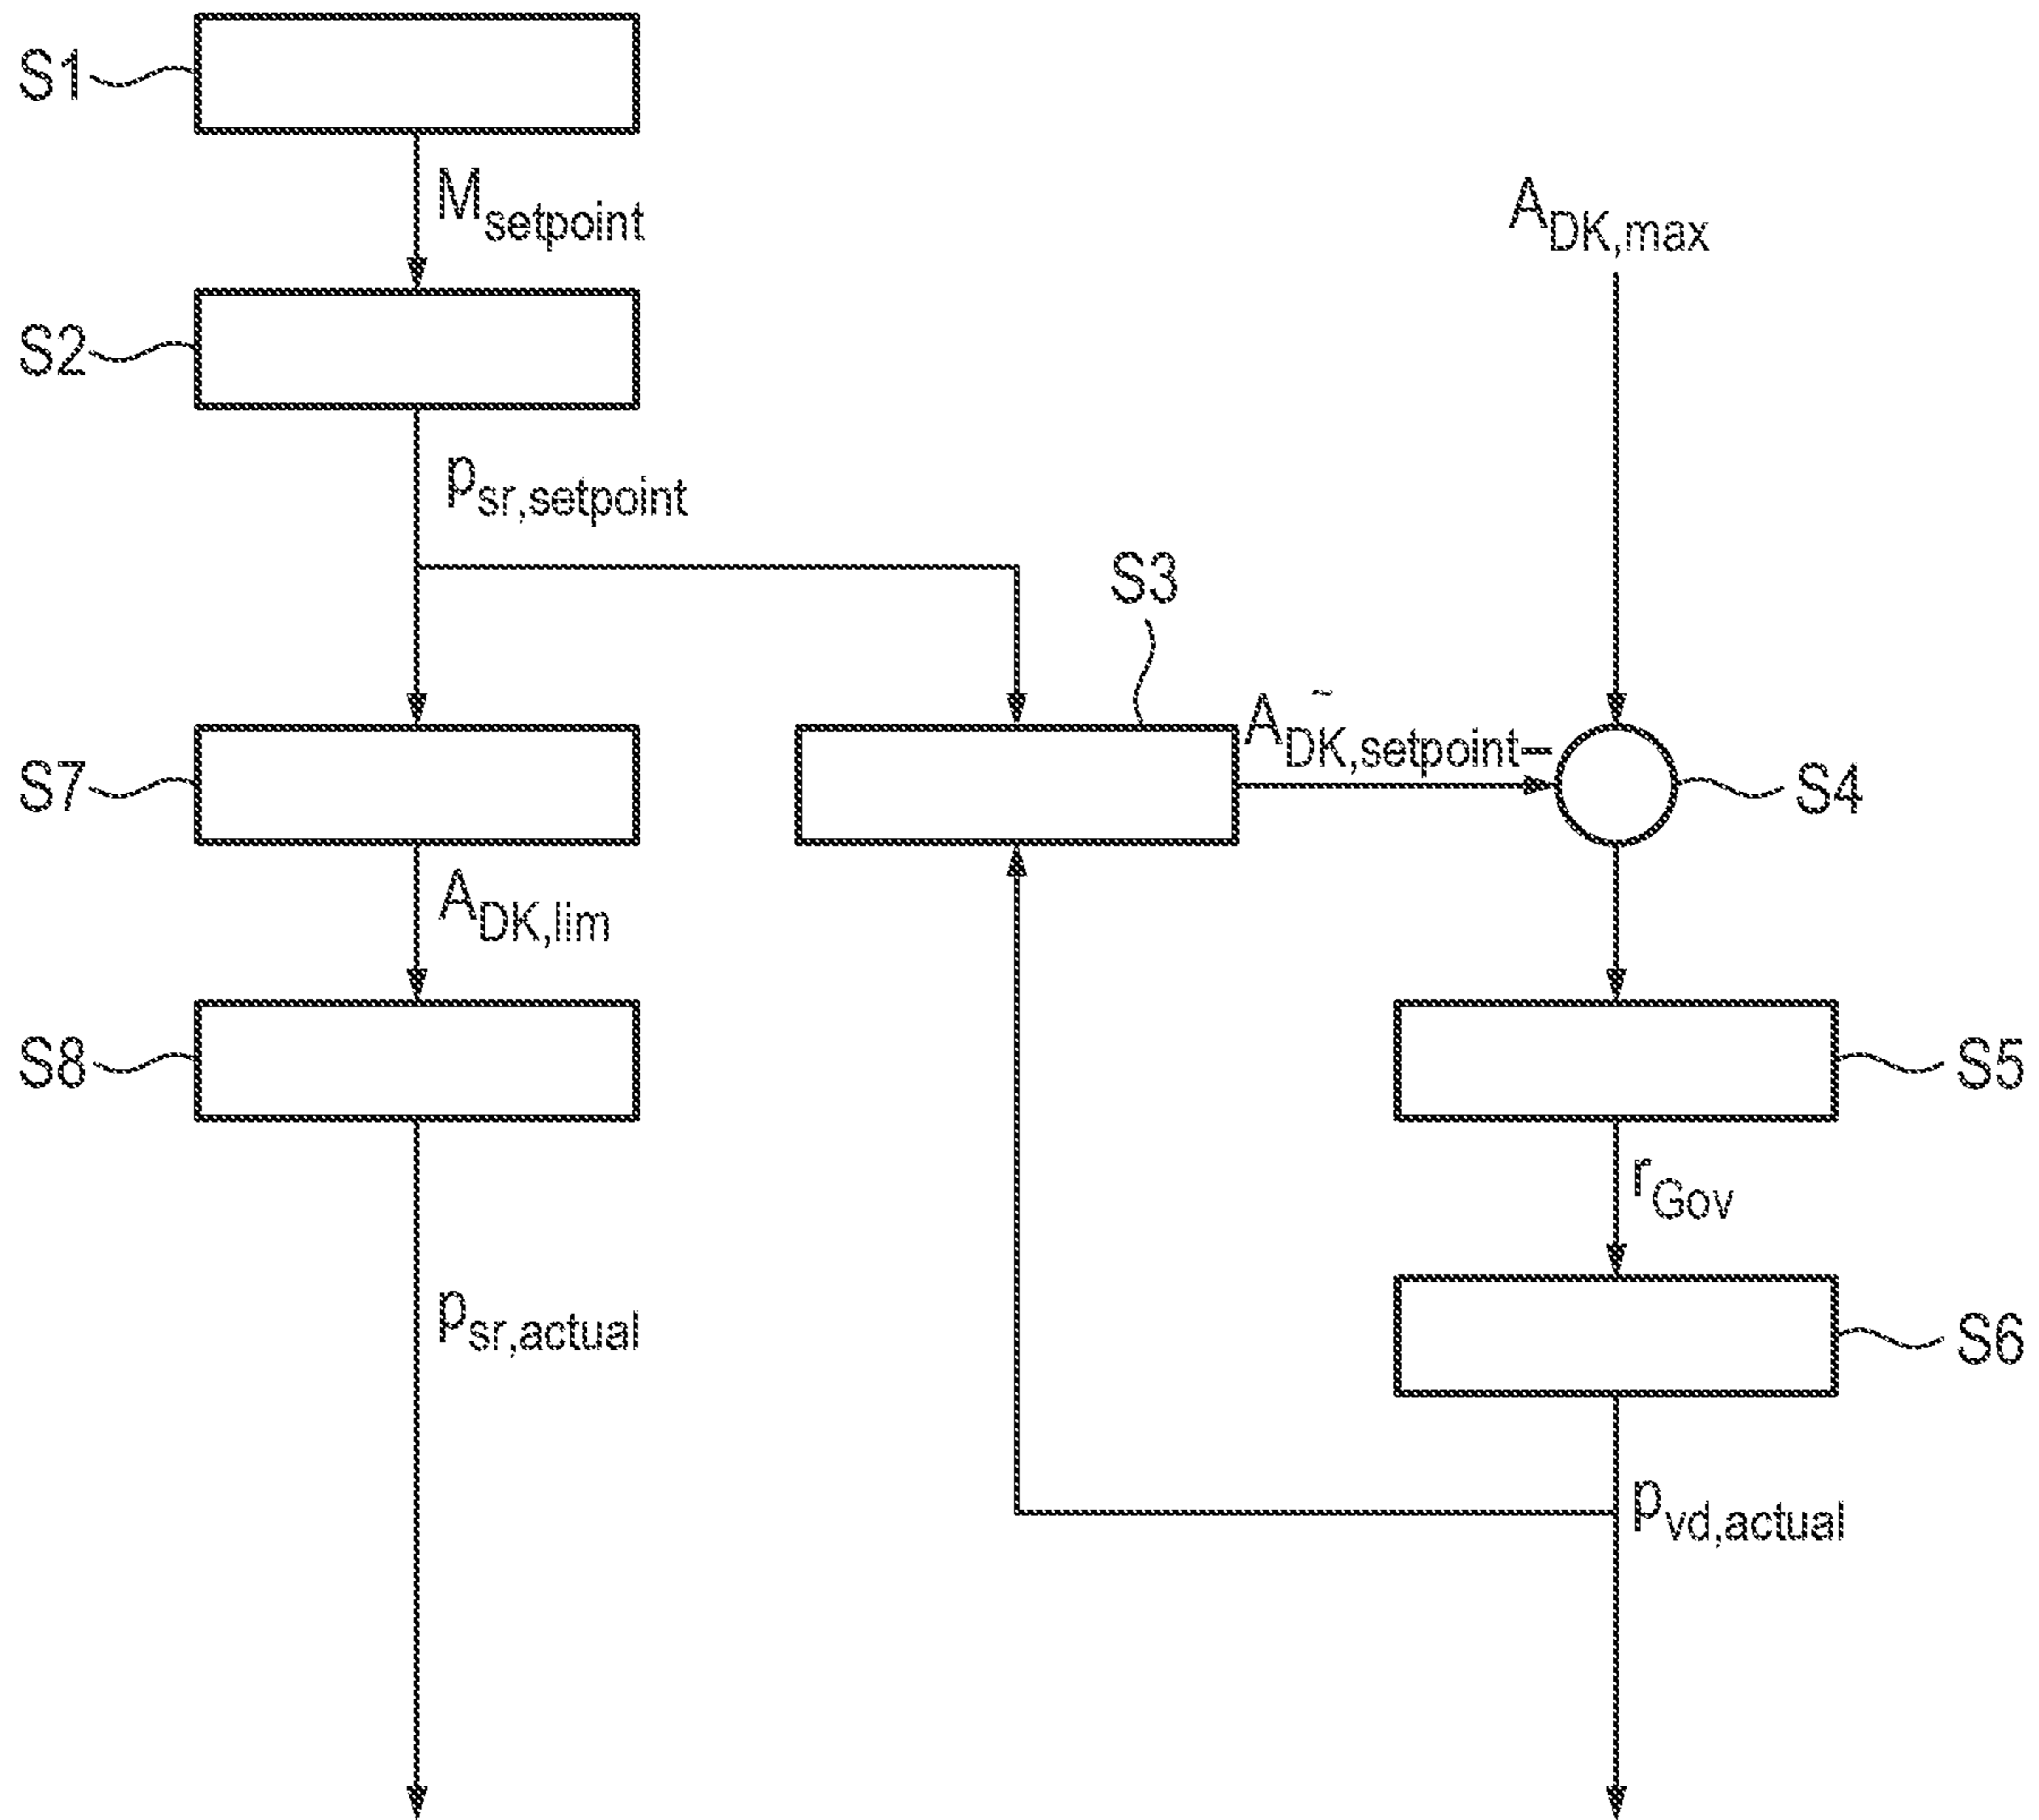 S1
M_setpoint
A_DK,max
S2
p_sr,setpoint
S3
Ã_DK,setpoint –
S7
S4
A_DK,lim
S8
S5
r_Gov
p_sr,actual
S6
p_vd,actual